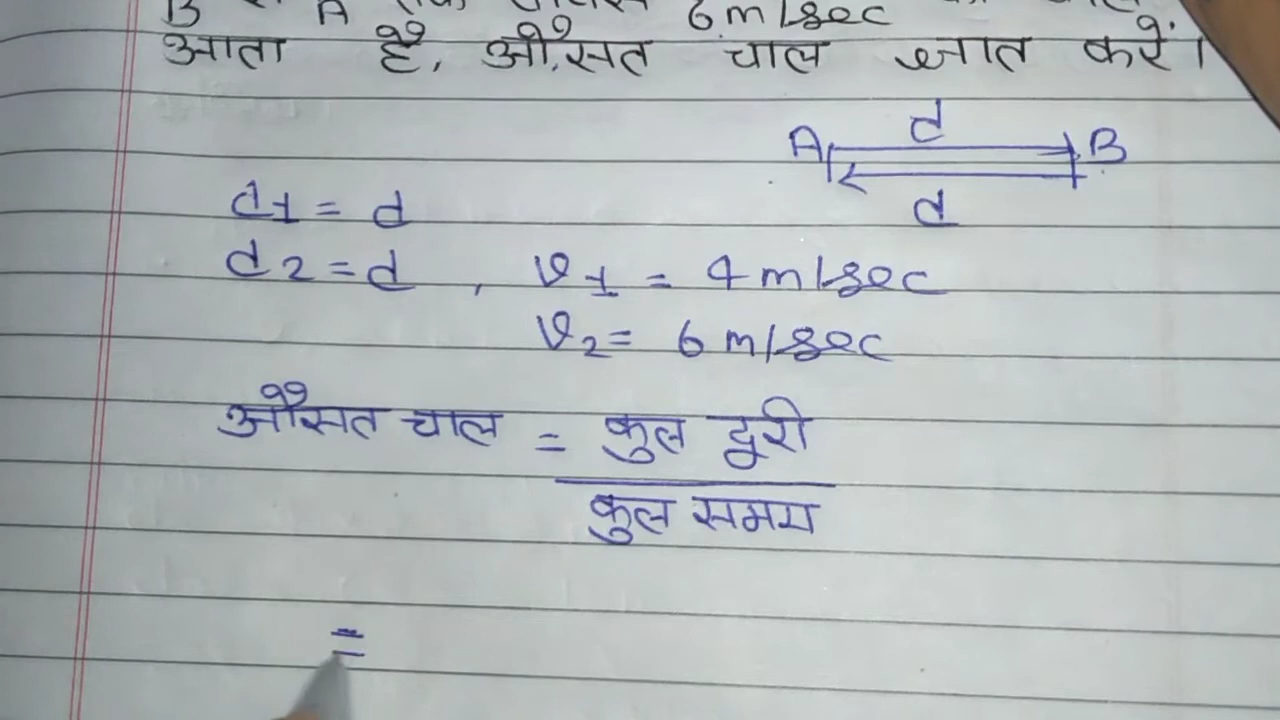 B A 6 m/sec
आता है, औसत चाल ज्ञात करें।
d
A B
d
d1 = d
d2 = d , v1 = 4 m/sec
v2 = 6 m/sec
औसत चाल = कुल दूरी
कुल समय
=